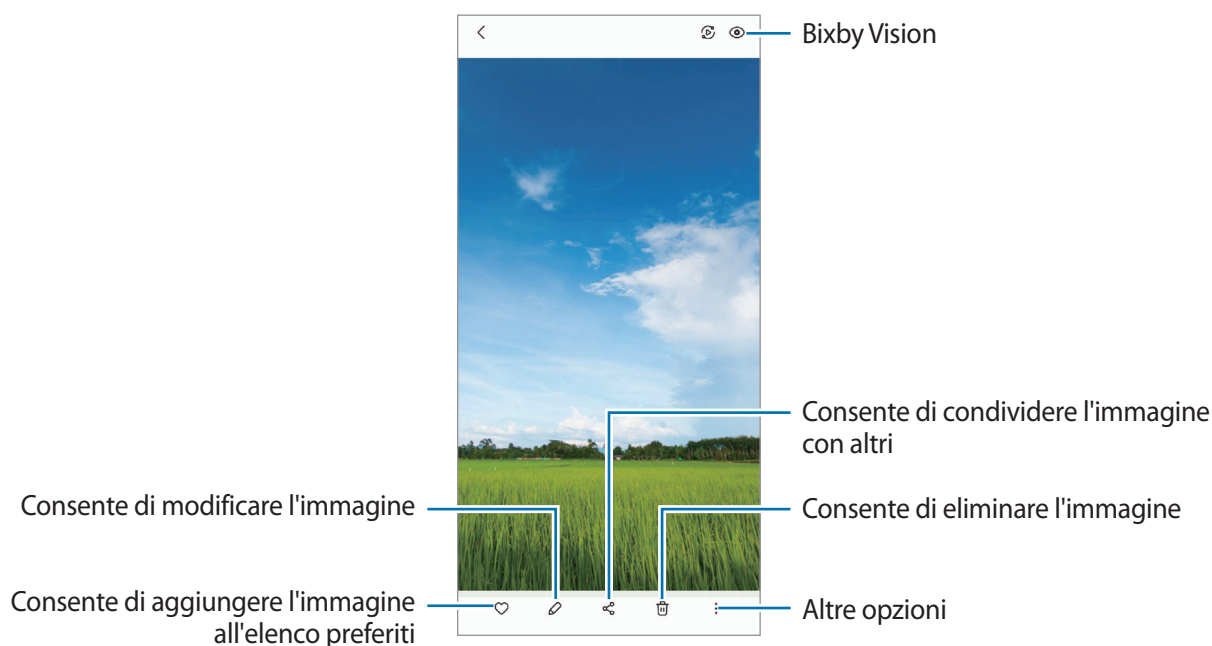 Bixby Vision
Consente di condividere l'immagine
con altri
Consente di modificare l'immagine
Consente di eliminare l'immagine
Consente di aggiungere l'immagine
all'elenco preferiti
Altre opzioni